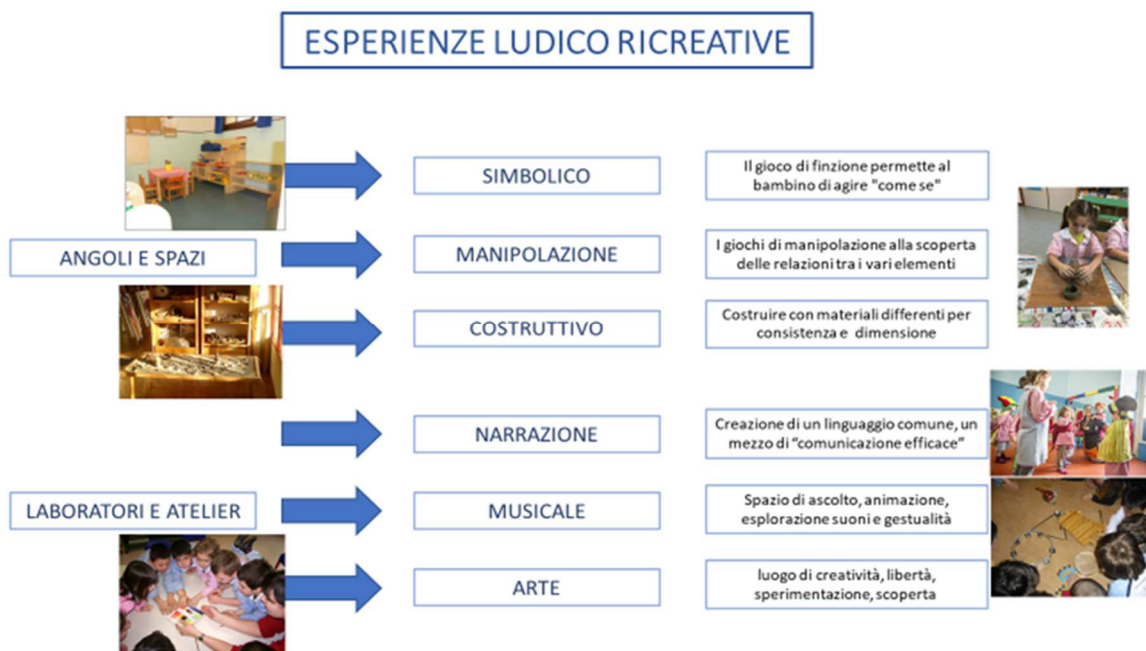 ESPERIENZE LUDICO RICREATIVE
SIMBOLICO
Il gioco di finzione permette al
bambino di agire "come se"
ANGOLI E SPAZI
MANIPOLAZIONE
I giochi di manipolazione alla scoperta
delle relazioni tra i vari elementi
COSTRUTTIVO
Costruire con materiali differenti per
consistenza e dimensione
NARRAZIONE
Creazione di un linguaggio comune, un
mezzo di “comunicazione efficace”
LABORATORI E ATELIER
MUSICALE
Spazio di ascolto, animazione,
esplorazione suoni e gestualità
ARTE
luogo di creatività, libertà,
sperimentazione, scoperta